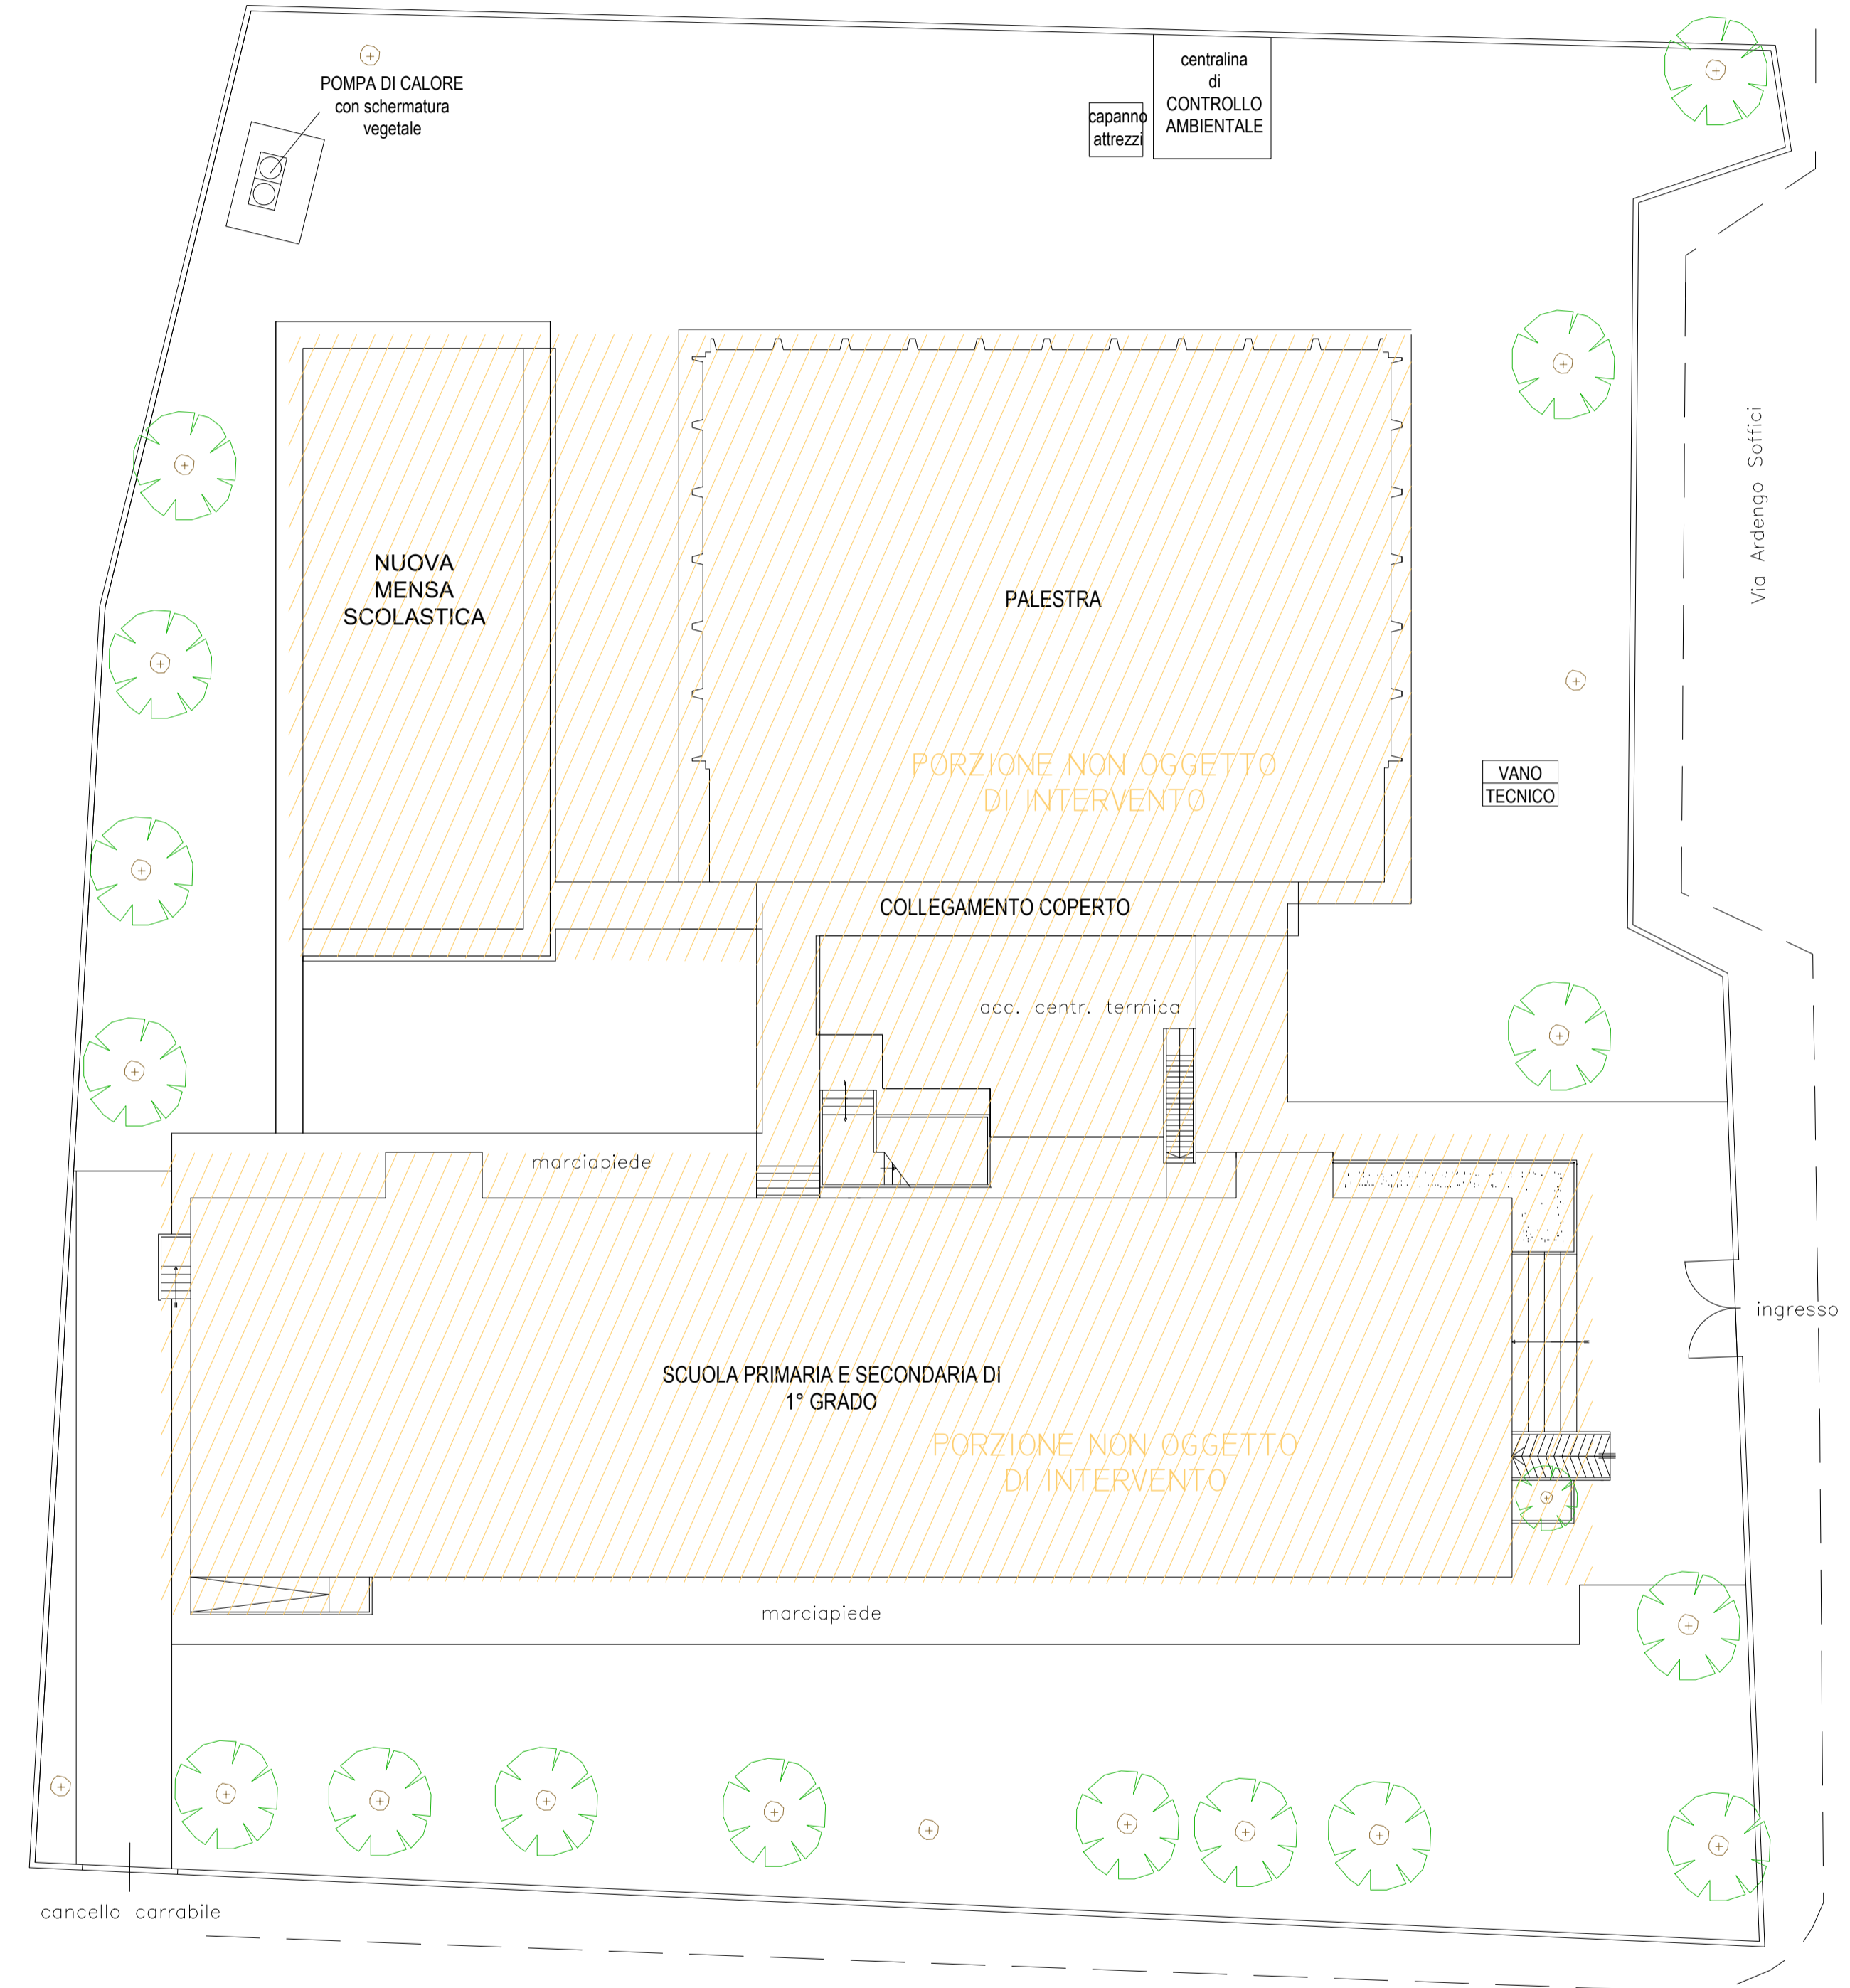 POMPA DI CALORE
con schermatura
vegetale
centralina
di
CONTROLLO
AMBIENTALE
capanno
attrezzi
Via Ardengo Soffici
NUOVA
MENSA
SCOLASTICA
PALESTRA
PORZIONE NON OGGETTO
DI INTERVENTO
VANO
TECNICO
COLLEGAMENTO COPERTO
acc. centr. termica
marciapiede
ingresso
SCUOLA PRIMARIA E SECONDARIA DI
1° GRADO
PORZIONE NON OGGETTO
DI INTERVENTO
marciapiede
cancello carrabile